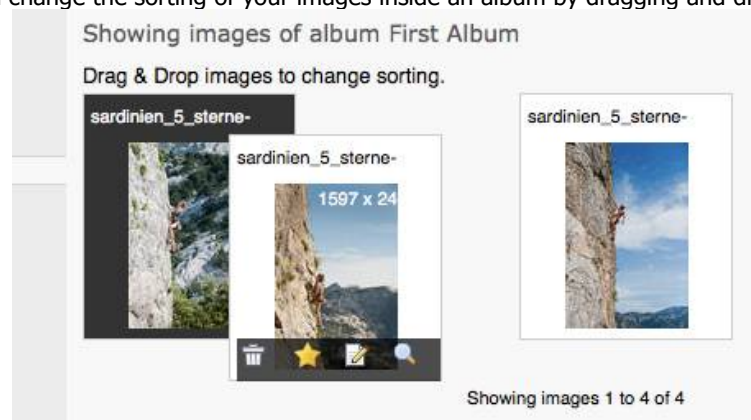 change the sorting of your images inside an album by dragging and
Showing images of album First Album
Drag & Drop images to change sorting.
sardinien_5_sterne-
sardinien_5_sterne-
sardinien_5_sterne-
1597 x 24
Showing images 1 to 4 of 4